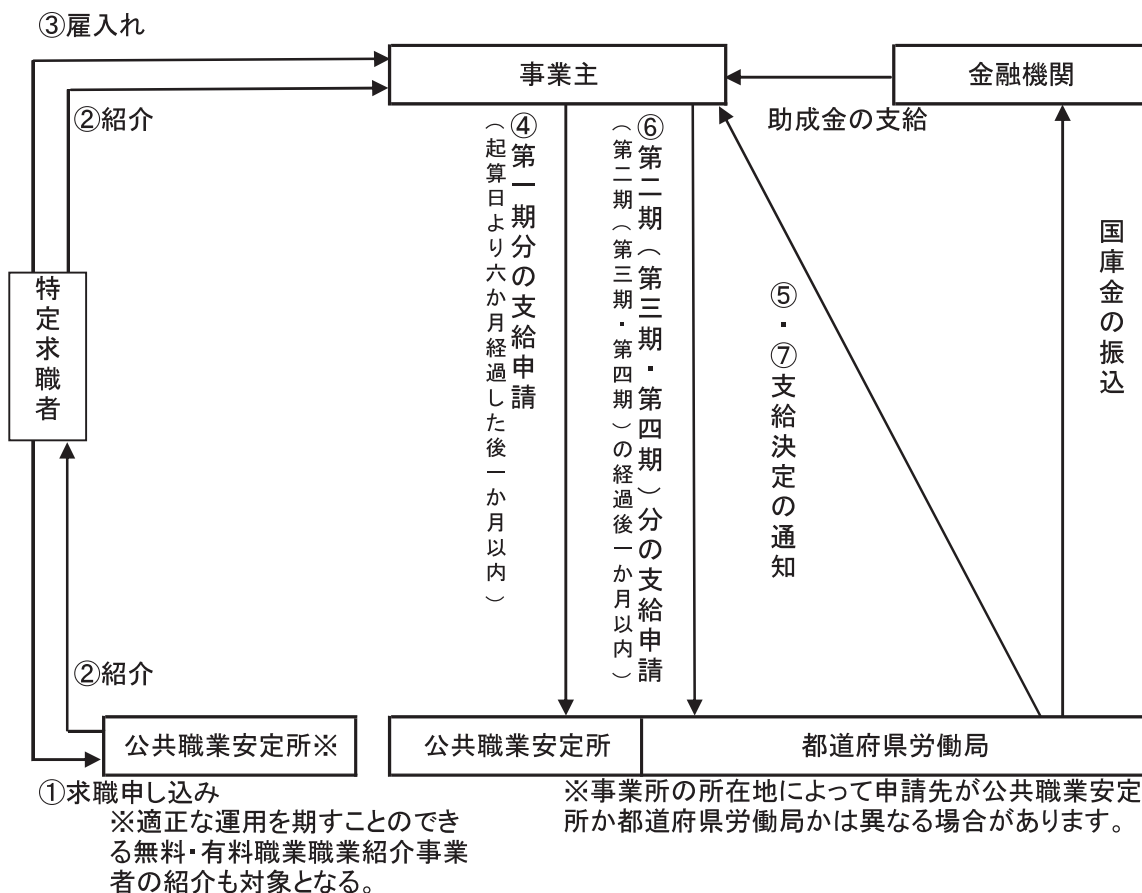 ③雇入れ
事業主
金融機関
②紹介
助成金の支給
④第一期分の支給申請
（起算日より六か月経過した後一か月以内）
⑥第二期（第三期・第四期）分の支給申請
（第二期（第三期・第四期）の経過後一か月以内）
⑤・⑦支給決定の通知
国庫金の振込
特定求職者
②紹介
公共職業安定所※
公共職業安定所
都道府県労働局
①求職申し込み
※適正な運用を期すことのでき
る無料・有料職業職業紹介事業
者の紹介も対象となる。
※事業所の所在地によって申請先が公共職業安定
所か都道府県労働局かは異なる場合があります。